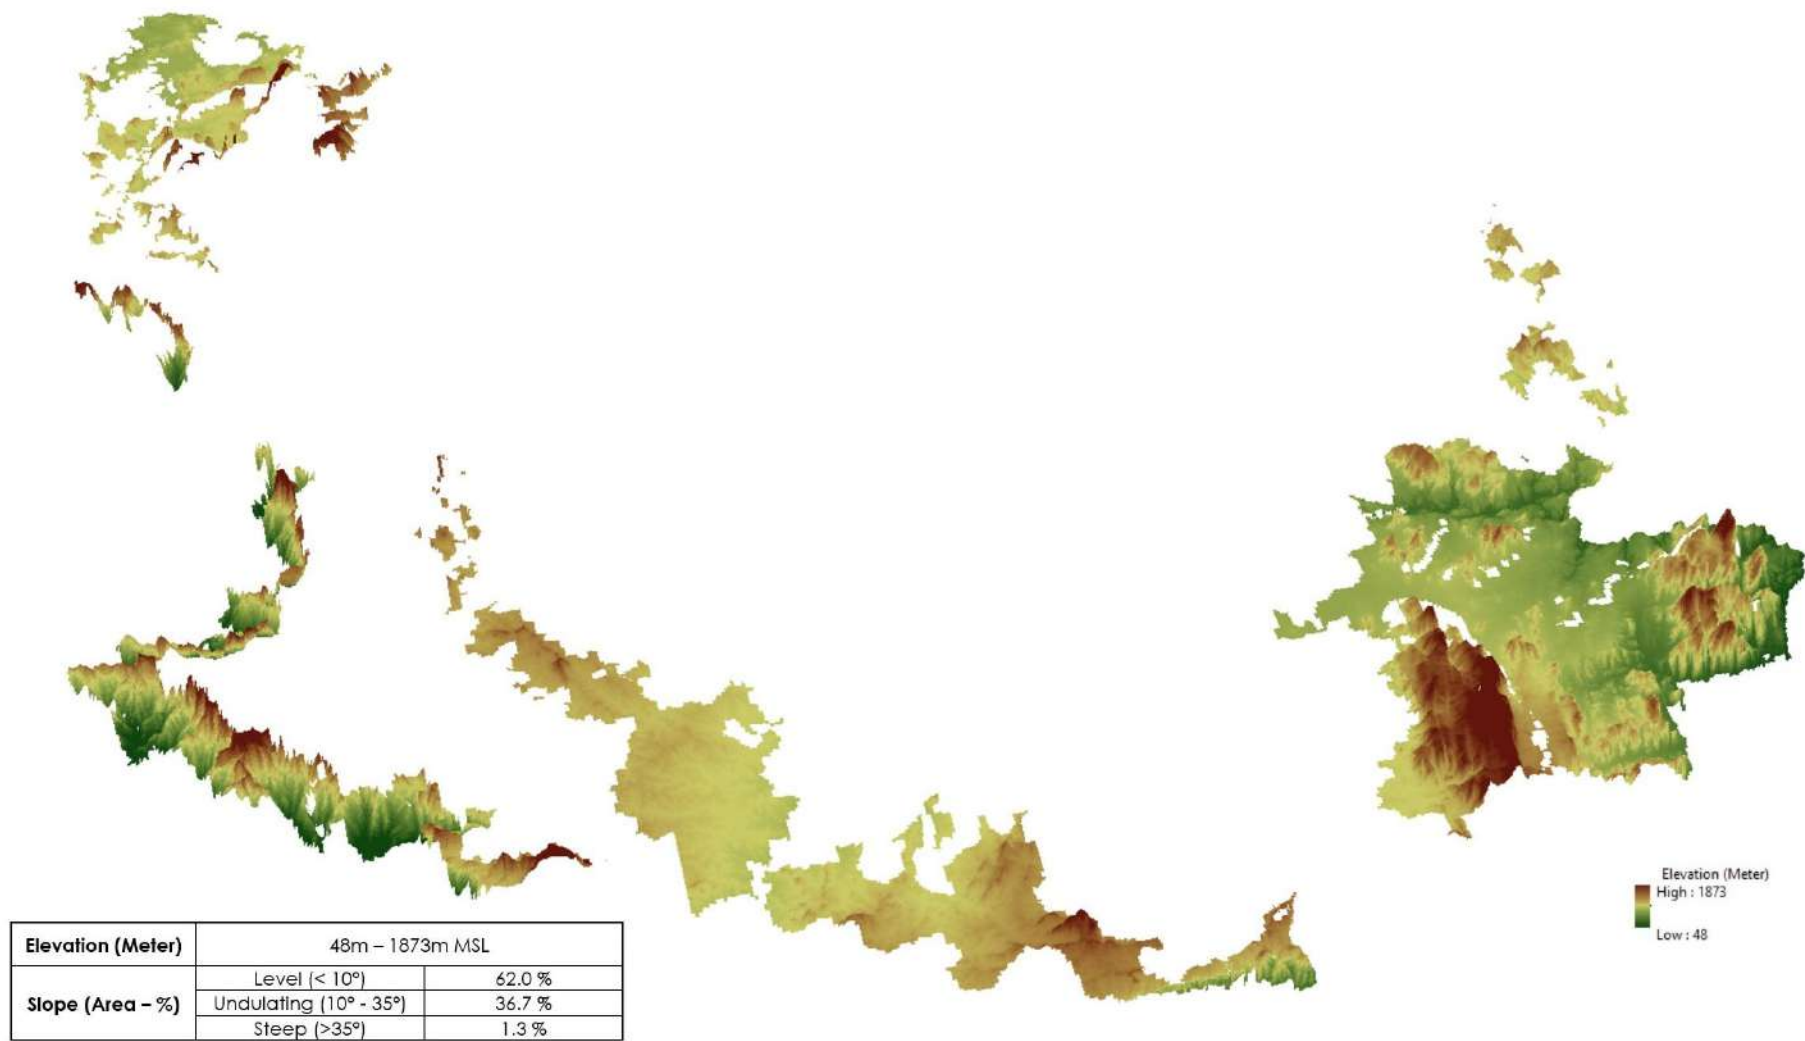 Elevation (Meter)
High : 1873
Low : 48
Elevation (Meter) 48m – 1873m MSL
Slope (Area – %) Level (< 10°) 62.0 %
Undulating (10° - 35°) 36.7 %
Steep (>35°) 1.3 %